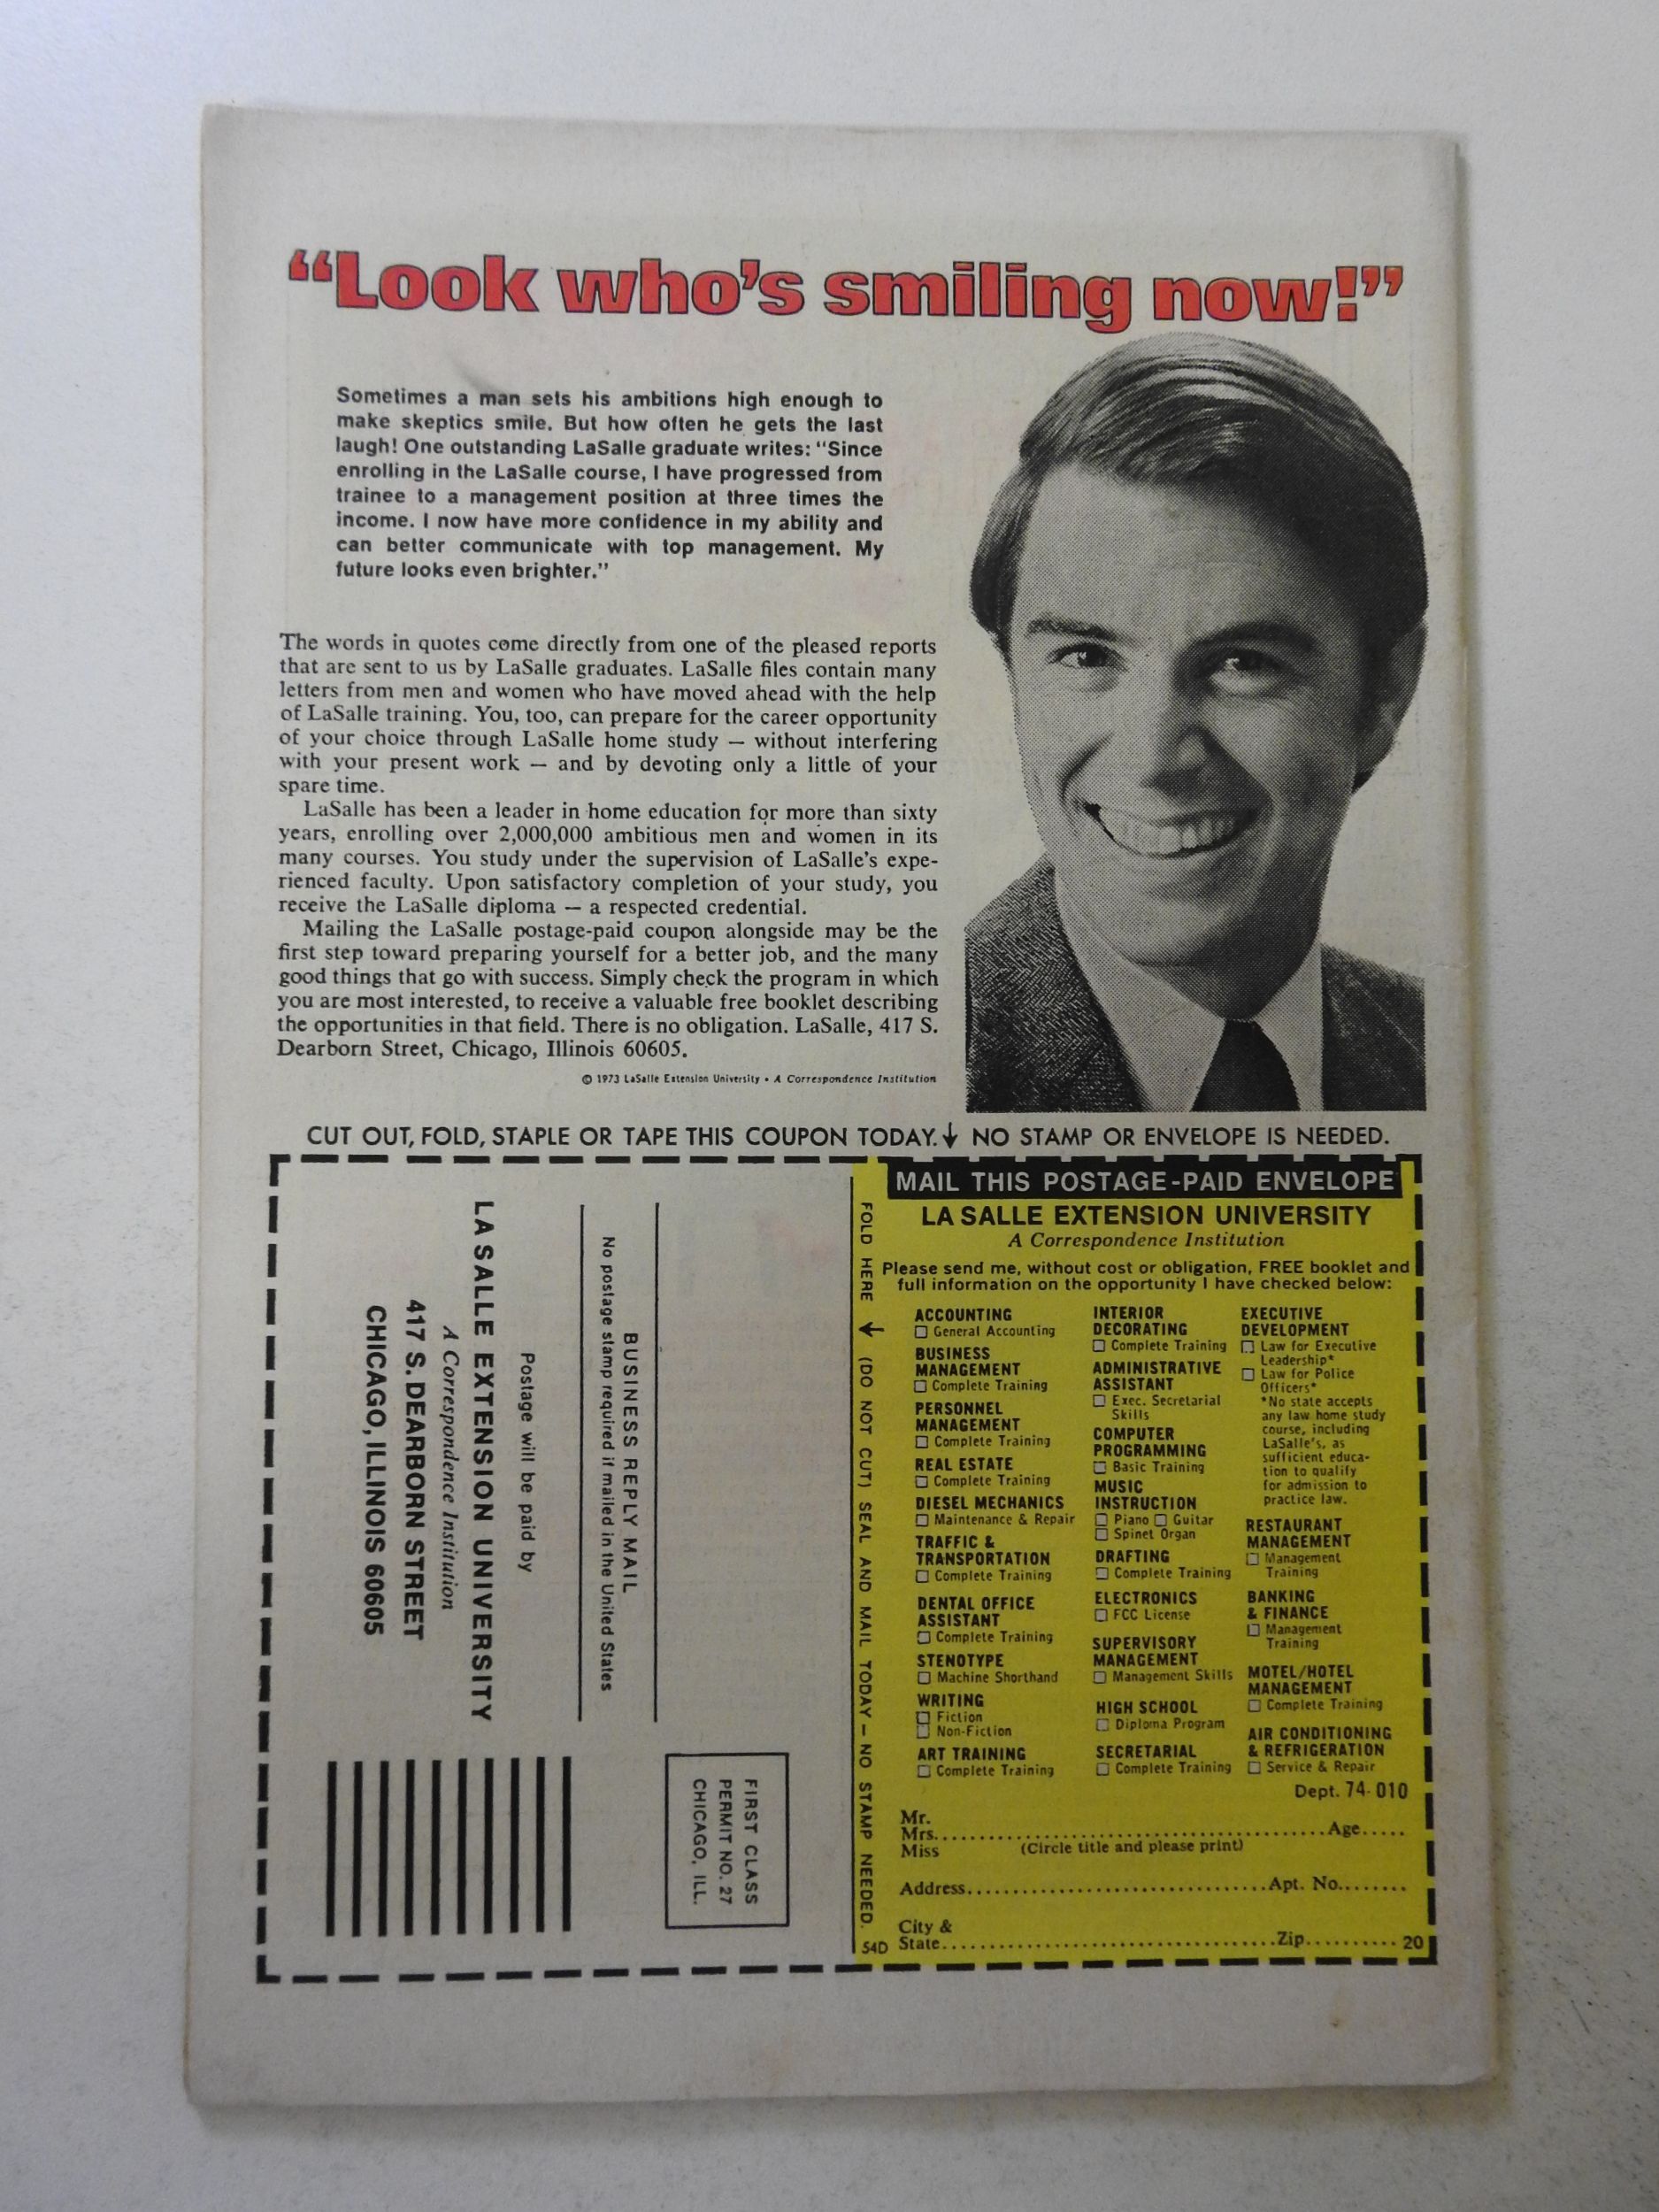 “Look who’s smiling now!”
Sometimes a man sets his ambitions high enough to
make skeptics smile. But how often he gets the last
laugh! One outstanding LaSalle graduate writes: “Since
enrolling in the LaSalle course, I have progressed from
trainee to a management position at three times the
income. I now have more confidence in my ability and
can better communicate with top management. My
future looks even brighter.”
The words in quotes come directly from one of the pleased reports
that are sent to us by LaSalle graduates. LaSalle files contain many
letters from men and women who have moved ahead with the help
of LaSalle training. You, too, can prepare for the career opportunity
of your choice through LaSalle home study — without interfering
with your present work — and by devoting only a little of your
spare time.
LaSalle has been a leader in home education for more than sixty
years, enrolling over 2,000,000 ambitious men and women in its
many courses. You study under the supervision of LaSalle’s expe-
rienced faculty. Upon satisfactory completion of your study, you
receive the LaSalle diploma — a respected credential.
Mailing the LaSalle postage-paid coupon alongside may be the
first step toward preparing yourself for a better job, and the many
good things that go with success. Simply check the program in which
you are most interested, to receive a valuable free booklet describing
the opportunities in that field. There is no obligation. LaSalle, 417 S.
Dearborn Street, Chicago, Illinois 60605.
© 1973 LaSalle Extension University • A Correspondence Institution
CUT OUT, FOLD, STAPLE OR TAPE THIS COUPON TODAY.↓ NO STAMP OR ENVELOPE IS NEEDED.
FIRST CLASS
PERMIT NO. 27
CHICAGO, ILL.
BUSINESS REPLY MAIL
No postage stamp required if mailed in the United States
Postage will be paid by
LA SALLE EXTENSION UNIVERSITY
A Correspondence Institution
417 S. DEARBORN STREET
CHICAGO, ILLINOIS 60605
FOLD HERE ↓ (DO NOT CUT) SEAL AND MAIL TODAY — NO STAMP NEEDED.
MAIL THIS POSTAGE-PAID ENVELOPE
LA SALLE EXTENSION UNIVERSITY
A Correspondence Institution
Please send me, without cost or obligation, FREE booklet and
full information on the opportunity I have checked below:
ACCOUNTING
☐ General Accounting
BUSINESS
MANAGEMENT
☐ Complete Training
PERSONNEL
MANAGEMENT
☐ Complete Training
REAL ESTATE
☐ Complete Training
DIESEL MECHANICS
☐ Maintenance & Repair
TRAFFIC &
TRANSPORTATION
☐ Complete Training
DENTAL OFFICE
ASSISTANT
☐ Complete Training
STENOTYPE
☐ Machine Shorthand
WRITING
☐ Fiction
☐ Non-Fiction
ART TRAINING
☐ Complete Training
INTERIOR
DECORATING
☐ Complete Training
ADMINISTRATIVE
ASSISTANT
☐ Exec. Secretarial
Skills
COMPUTER
PROGRAMMING
☐ Basic Training
MUSIC
INSTRUCTION
☐ Piano ☐ Guitar
☐ Spinet Organ
DRAFTING
☐ Complete Training
ELECTRONICS
☐ FCC License
SUPERVISORY
MANAGEMENT
☐ Management Skills
HIGH SCHOOL
☐ Diploma Program
SECRETARIAL
☐ Complete Training
EXECUTIVE
DEVELOPMENT
☐ Law for Executive
Leadership*
☐ Law for Police
Officers*
*No state accepts
any law home study
course, including
LaSalle’s, as
sufficient educa-
tion to qualify
for admission to
practice law.
RESTAURANT
MANAGEMENT
☐ Management
Training
BANKING
& FINANCE
☐ Management
Training
MOTEL/HOTEL
MANAGEMENT
☐ Complete Training
AIR CONDITIONING
& REFRIGERATION
☐ Service & Repair
Dept. 74-010
Mr.
Mrs. Age
Miss (Circle title and please print)
Address Apt. No.
City &
State Zip 20
54D